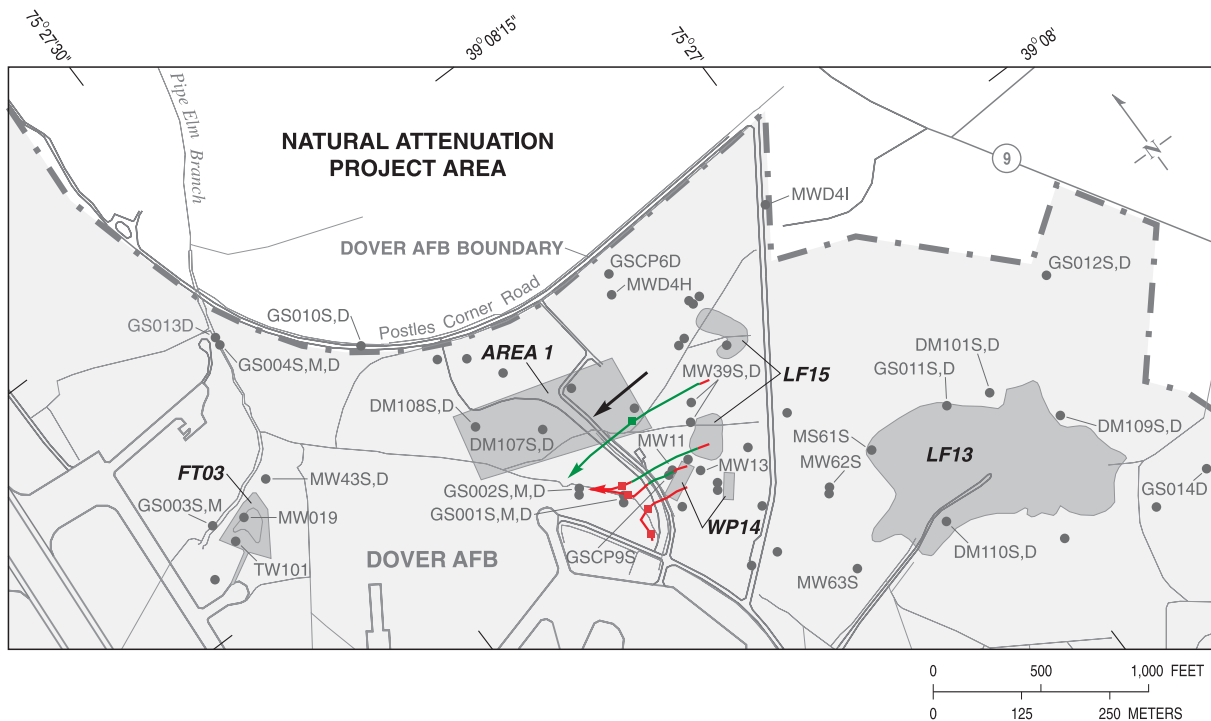 75°27'30"
39°08'15"
75°27'
39°08'
Pipe Elm Branch
NATURAL ATTENUATION
PROJECT AREA
9
N
MWD4I
DOVER AFB BOUNDARY
GSCP6D
MWD4H
GS012S,D
Postles Corner Road
GS010S,D
GS013D
GS004S,M,D
AREA 1
DM101S,D
GS011S,D
MW39S,D
LF15
DM108S,D
DM107S,D
DM109S,D
MS61S
MW11
MW62S
LF13
FT03
MW13
MW43S,D
GS002S,M,D
GS014D
GS003S,M
GS001S,M,D
MW019
WP14
DM110S,D
TW101
DOVER AFB
GSCP9S
MW63S
0 500 1,000 FEET
0 125 250 METERS